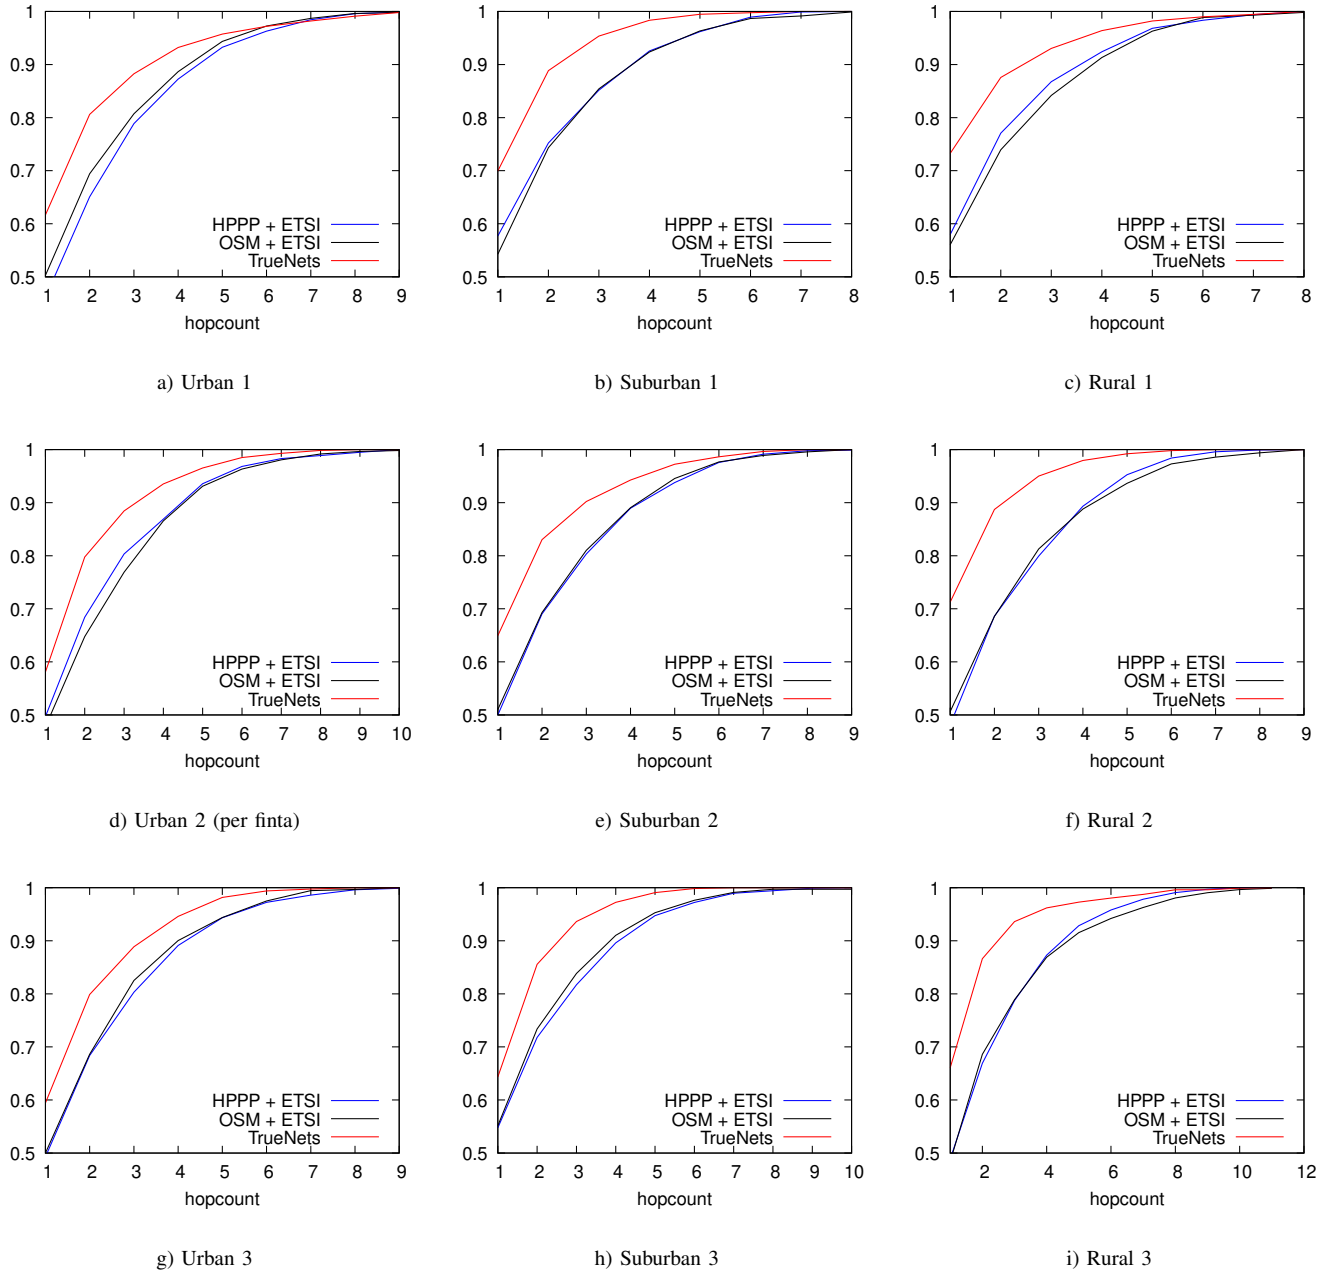 1
0.9
0.8
0.7
0.6
0.5
HPPP + ETSI
OSM + ETSI
TrueNets
1 2 3 4 5 6 7 8 9
hopcount
a) Urban 1
1
0.9
0.8
0.7
0.6
0.5
HPPP + ETSI
OSM + ETSI
TrueNets
1 2 3 4 5 6 7 8
hopcount
b) Suburban 1
1
0.9
0.8
0.7
0.6
0.5
HPPP + ETSI
OSM + ETSI
TrueNets
1 2 3 4 5 6 7 8
hopcount
c) Rural 1
1
0.9
0.8
0.7
0.6
0.5
HPPP + ETSI
OSM + ETSI
TrueNets
1 2 3 4 5 6 7 8 9 10
hopcount
d) Urban 2 (per finta)
1
0.9
0.8
0.7
0.6
0.5
HPPP + ETSI
OSM + ETSI
TrueNets
1 2 3 4 5 6 7 8 9
hopcount
e) Suburban 2
1
0.9
0.8
0.7
0.6
0.5
HPPP + ETSI
OSM + ETSI
TrueNets
1 2 3 4 5 6 7 8 9
hopcount
f) Rural 2
1
0.9
0.8
0.7
0.6
0.5
HPPP + ETSI
OSM + ETSI
TrueNets
1 2 3 4 5 6 7 8 9
hopcount
g) Urban 3
1
0.9
0.8
0.7
0.6
0.5
HPPP + ETSI
OSM + ETSI
TrueNets
1 2 3 4 5 6 7 8 9 10
hopcount
h) Suburban 3
1
0.9
0.8
0.7
0.6
0.5
HPPP + ETSI
OSM + ETSI
TrueNets
2 4 6 8 10 12
hopcount
i) Rural 3